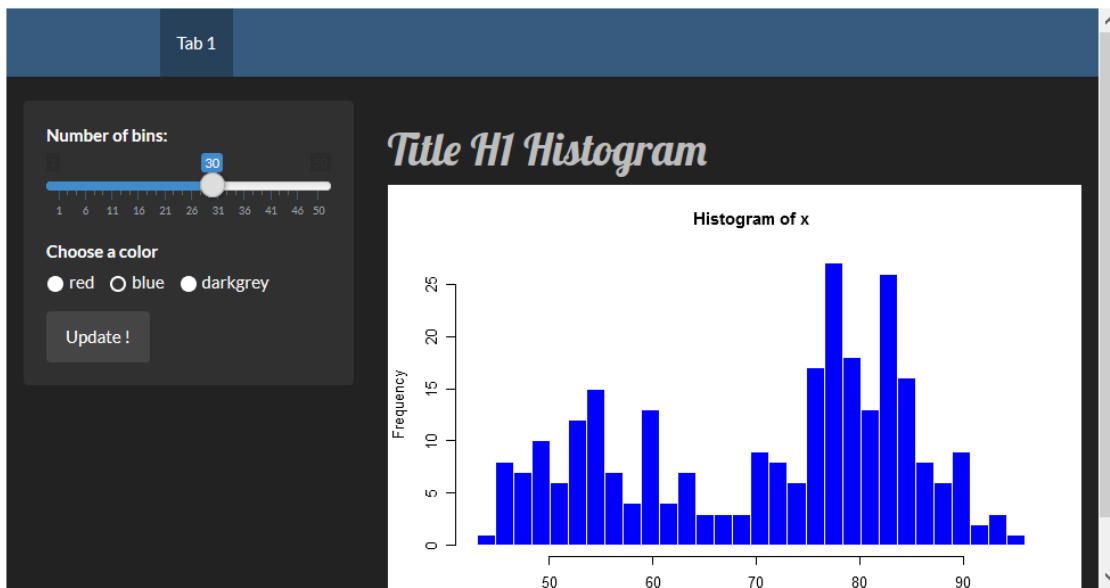 Tab 1
Number of bins:
30
1 6 11 16 21 26 31 36 41 46 50
Choose a color
red blue darkgrey
Update !
Title H1 Histogram
Histogram of x
Frequency
0 5 10 15 20 25
50 60 70 80 90